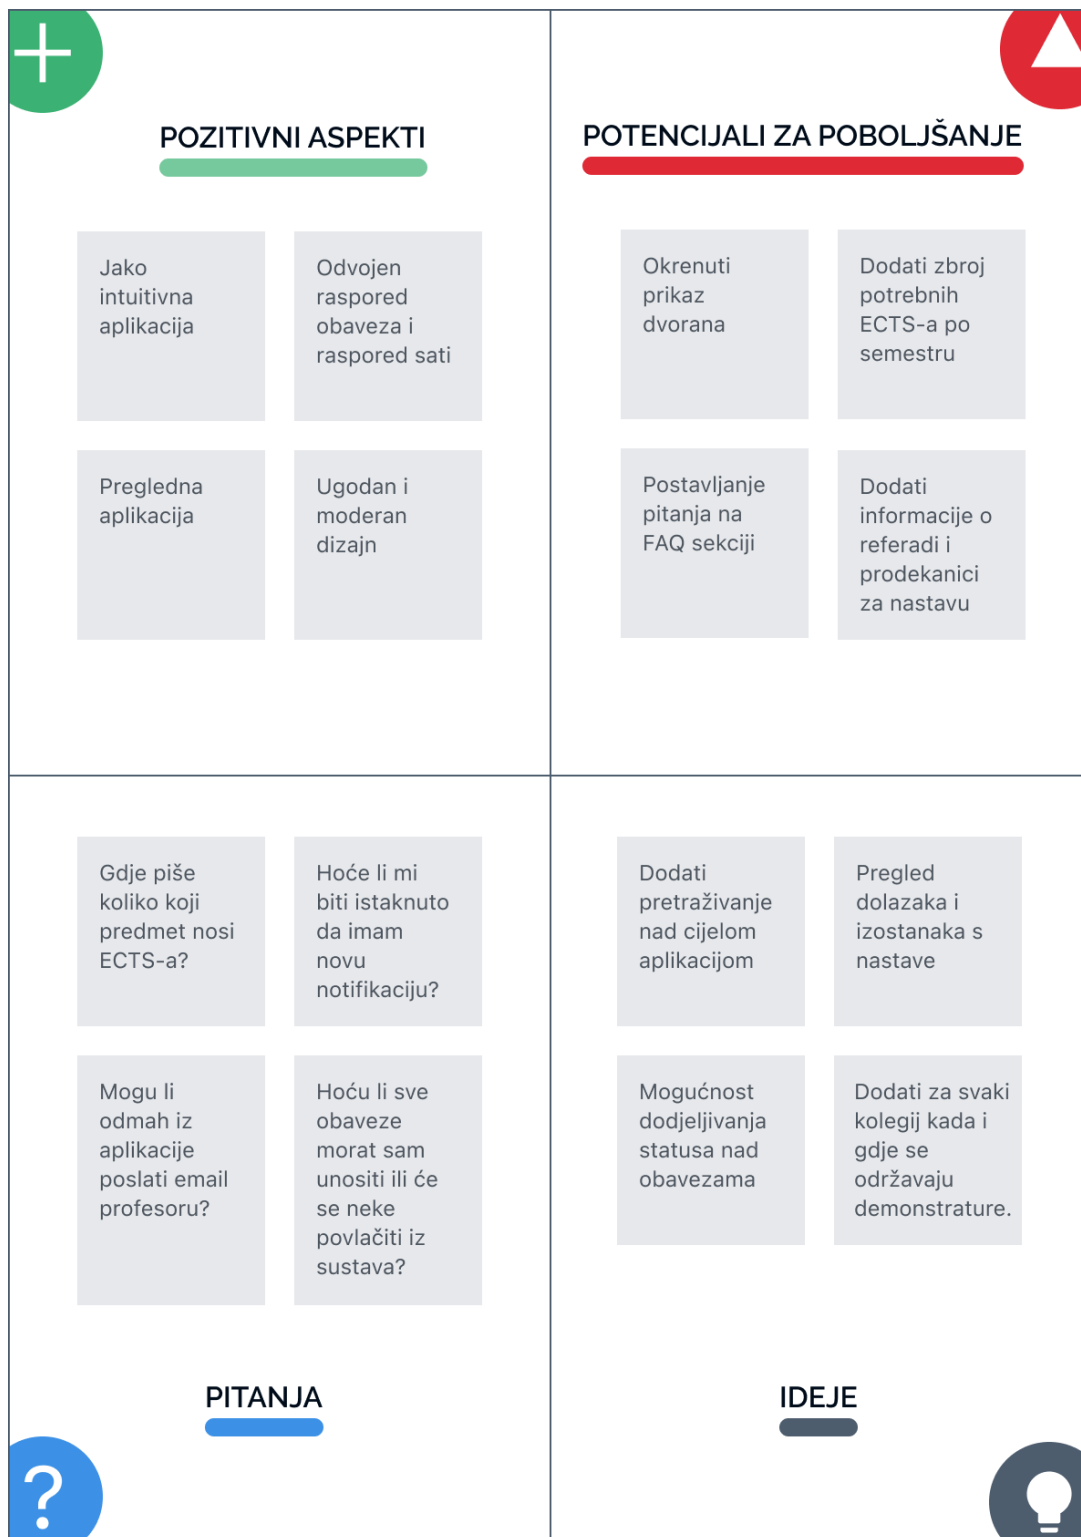 POZITIVNI ASPEKTI
Jako
intuitivna
aplikacija
Odvojen
raspored
obaveza i
raspored sati
Pregledna
aplikacija
Ugodan i
moderan
dizajn
POTENCIJALI ZA POBOLJŠANJE
Okrenuti
prikaz
dvorana
Dodati zbroj
potrebnih
ECTS-a po
semestru
Postavljanje
pitanja na
FAQ sekciji
Dodati
informacije o
referadi i
prodekanici
za nastavu
Gdje piše
koliko koji
predmet nosi
ECTS-a?
Hoće li mi
biti istaknuto
da imam
novu
notifikaciju?
Mogu li
odmah iz
aplikacije
poslati email
profesoru?
Hoću li sve
obaveze
morat sam
unositi ili će
se neke
povlačiti iz
sustava?
PITANJA
?
Dodati
pretraživanje
nad cijelom
aplikacijom
Pregled
dolazaka i
izostanaka s
nastave
Mogućnost
dodjeljivanja
statusa nad
obavezama
Dodati za svaki
kolegij kada i
gdje se
održavaju
demonstrature.
IDEJE